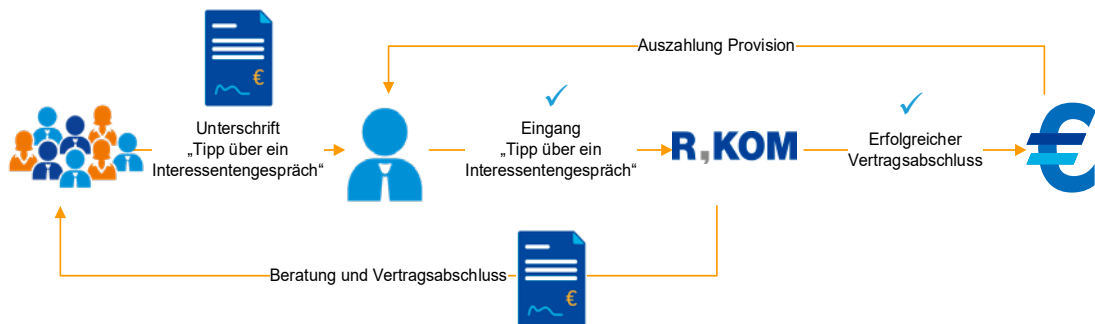 Auszahlung Provision
Unterschrift
„Tipp über ein
Interessentengespräch“
Eingang
„Tipp über ein
Interessentengespräch“
R,KOM
Erfolgreicher
Vertragsabschluss
€
€
Beratung und Vertragsabschluss
€